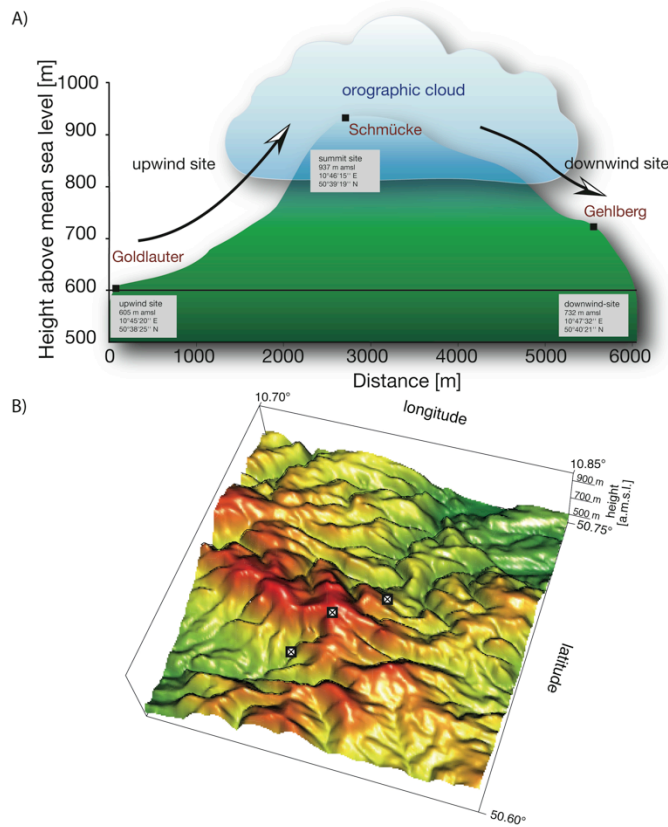 A)
Height above mean sea level [m]
1000
900
800
700
600
500
orographic cloud
Schmücke
upwind site
downwind site
summit site
937 m amsl
10°46'15'' E
50°39'19'' N
Gehlberg
Goldlauter
upwind site
605 m amsl
10°45'20'' E
50°38'25'' N
downwind-site
732 m amsl
10°47'32'' E
50°40'21'' N
0
1000
2000
3000
4000
5000
6000
Distance [m]
B)
10.70°
longitude
10.85°
900 m
700 m
500 m
height
[a.m.s.l.]
50.75°
latitude
50.60°